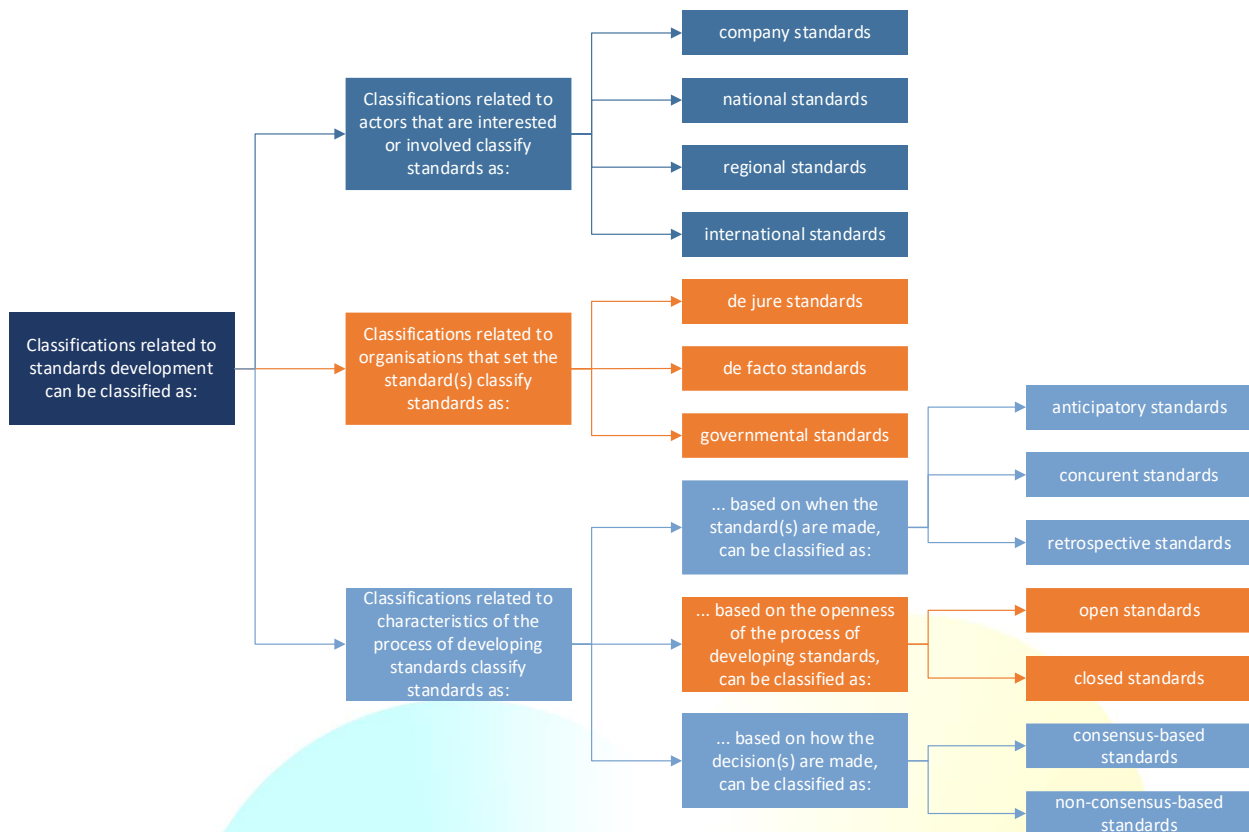 Classifications related to
standards development
can be classified as:
Classifications related to
actors that are interested
or involved classify
standards as:
company standards
national standards
regional standards
international standards
Classifications related to
organisations that set the
standard(s) classify
standards as:
de jure standards
de facto standards
governmental standards
Classifications related to
characteristics of the
process of developing
standards classify
standards as:
... based on when the
standard(s) are made,
can be classified as:
anticipatory standards
concurent standards
retrospective standards
... based on the openness
of the process of
developing standards,
can be classified as:
open standards
closed standards
... based on how the
decision(s) are made,
can be classified as:
consensus-based
standards
non-consensus-based
standards